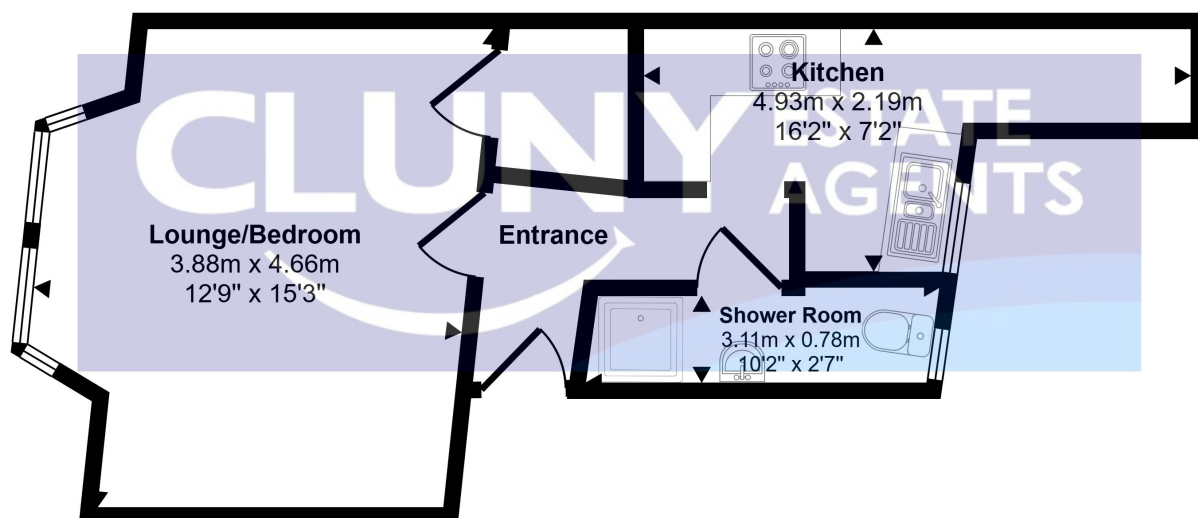 Kitchen
4.93m x 2.19m
16'2" x 7'2"
CLUNY ESTATE AGENTS
Lounge/Bedroom
3.88m x 4.66m
12'9" x 15'3"
Entrance
Shower Room
3.11m x 0.78m
10'2" x 2'7"